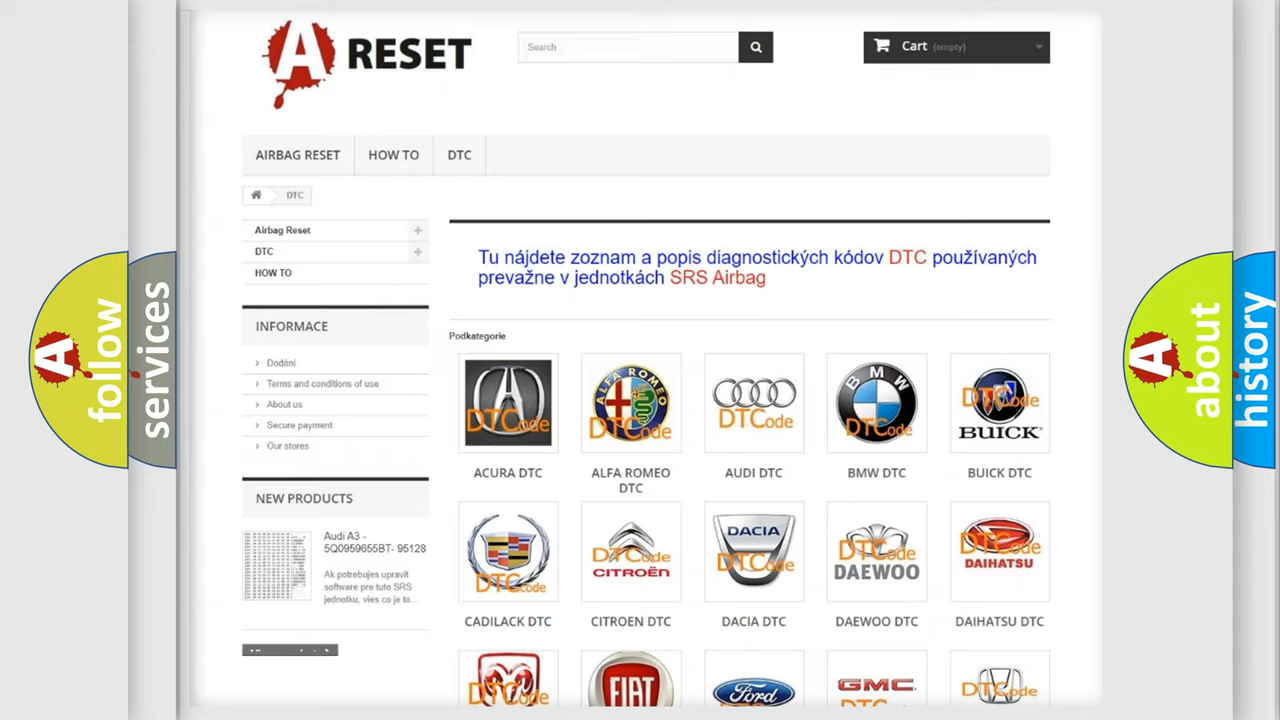 A RESET
Search
Cart (empty)
AIRBAG RESET
HOW TO
DTC
DTC
Airbag Reset
DTC
HOW TO
Tu nájdete zoznam a popis diagnostických kódov DTC používaných
prevažne v jednotkách SRS Airbag
INFORMACE
Dodání
Terms and conditions of use
About us
Secure payment
Our stores
NEW PRODUCTS
Audi A3 -
5Q0959655BT- 95128
Ak potrebujes upravit
software pre tuto SRS
jednotku, vies co je to...
Podkategorie
DTCode
ALFA ROMEO
DTCode
DTCode
BMW
DTCode
DTCode
BUICK
ACURA DTC
ALFA ROMEO
DTC
AUDI DTC
BMW DTC
BUICK DTC
DTCode
DTCode
CITROËN
DACIA
DTCode
DTCode
DAEWOO
DTCode
DAIHATSU
CADILACK DTC
CITROEN DTC
DACIA DTC
DAEWOO DTC
DAIHATSU DTC
DTCode
FIAT
Ford
GMC
DTCode
A follow
services
A about
history